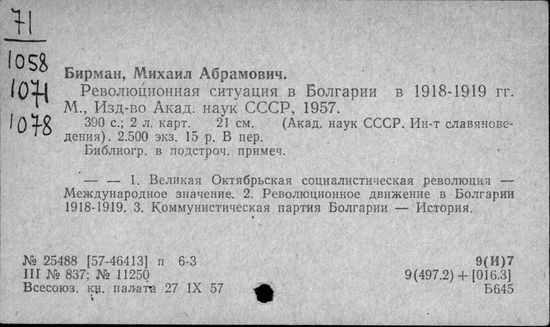 71
1058
1071
1078
Бирман, Михаил Абрамович.
Революционная ситуация в Болгарии в 1918-1919 гг.
М., Изд-во Акад. наук СССР, 1957.
390 с.; 2 л. карт. 21 см. (Акад. наук СССР. Ин-т славянове-
дения). 2.500 экз. 15 р. В пер.
Библиогр. в подстроч. примеч.
— — 1. Великая Октябрьская социалистическая революция —
Международное значение. 2. Революционное движение в Болгарии
1918-1919. 3. Коммунистическая партия Болгарии — История.
№ 25488 [57-46413] п 6-3 9(И)7
III № 837; № 11250 9(497.2) + [016.3]
Всесоюз. кн. палата 27 IX 57 Б645